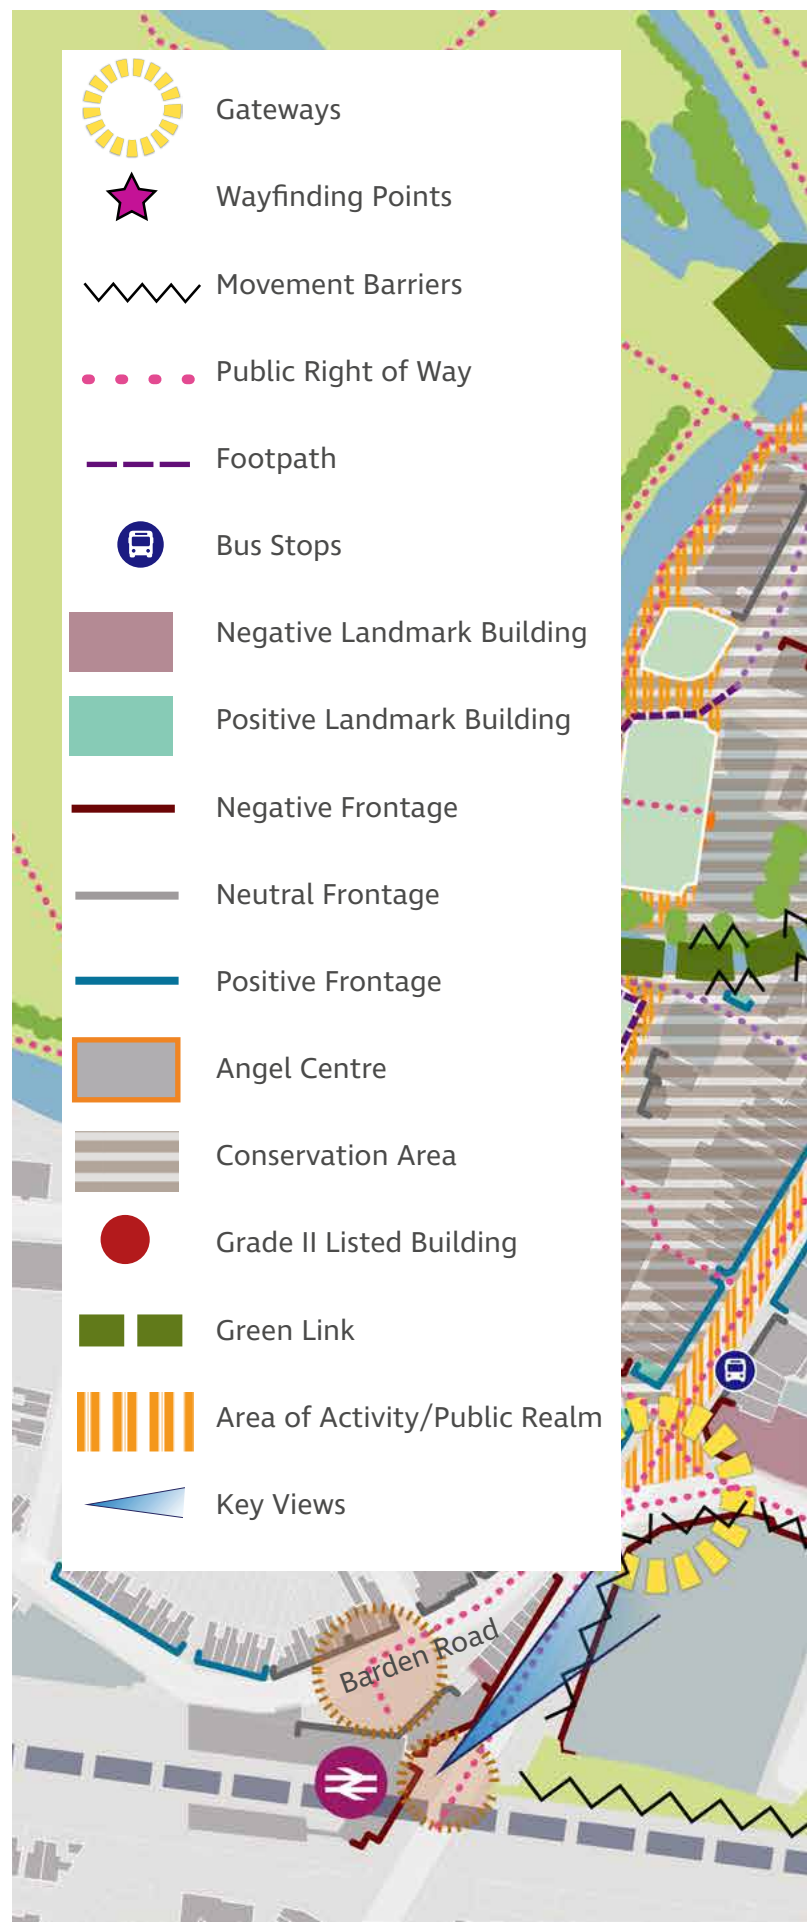 Gateways
Wayfinding Points
Movement Barriers
Public Right of Way
Footpath
Bus Stops
Negative Landmark Building
Positive Landmark Building
Negative Frontage
Neutral Frontage
Positive Frontage
Angel Centre
Conservation Area
Grade II Listed Building
Green Link
Area of Activity/Public Realm
Key Views
Barden Road